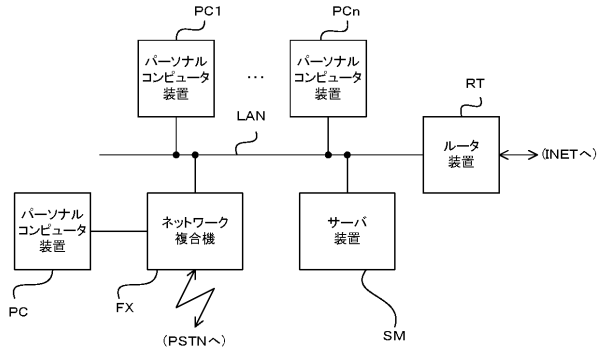 PC1
PCn
パーソナル
コンピュータ
装置
...
パーソナル
コンピュータ
装置
RT
LAN
ルータ
装置
(INETへ)
パーソナル
コンピュータ
装置
ネットワーク
複合機
サーバ
装置
PC
FX
(PSTNへ)
SM